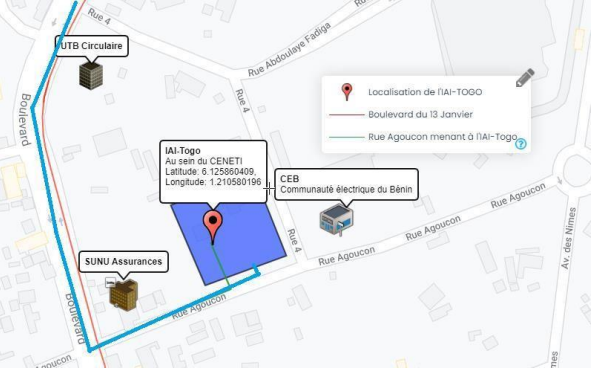 Rue 4
UTB Circulaire
Rue Abdoulaye Fadiga
Boulevard
Rue 4
Localisation de l'IAI-TOGO
Boulevard du 13 Janvier
Rue Agoucon menant à l'IAI-Togo
?
IAI-Togo
Au sein du CENETI
Latitude: 6.125860409,
Longitude: 1.210580196
CEB
Communauté électrique du Bénin
Rue Agoucon
Rue Agoucon
Rue 4
Rue Agoucon
Av. des Nimes
SUNU Assurances
Rue Agoucon
Boulevard